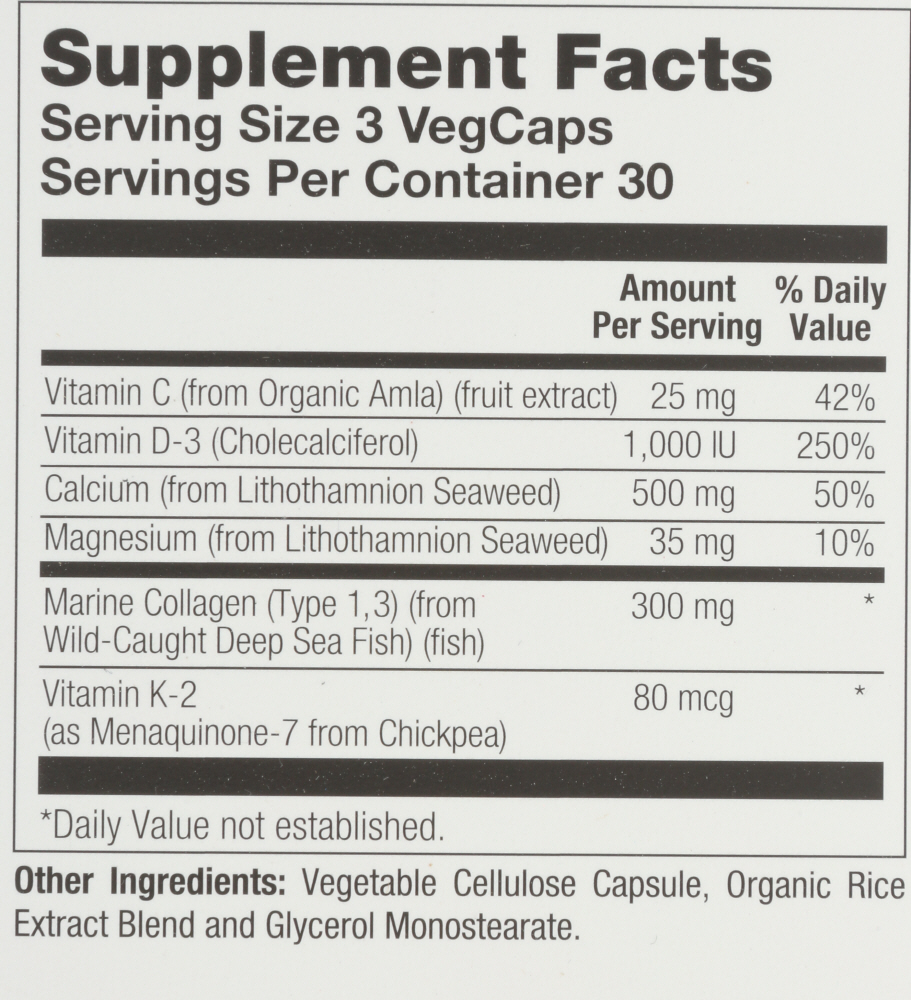 Supplement Facts
Serving Size 3 VegCaps
Servings Per Container 30
Amount Per Serving % Daily Value
Vitamin C (from Organic Amla) (fruit extract) 25 mg 42%
Vitamin D-3 (Cholecalciferol) 1,000 IU 250%
Calcium (from Lithothamnion Seaweed) 500 mg 50%
Magnesium (from Lithothamnion Seaweed) 35 mg 10%
Marine Collagen (Type 1,3) (from 300 mg *
Wild-Caught Deep Sea Fish) (fish)
Vitamin K-2 80 mcg *
(as Menaquinone-7 from Chickpea)
*Daily Value not established.
Other Ingredients: Vegetable Cellulose Capsule, Organic Rice
Extract Blend and Glycerol Monostearate.